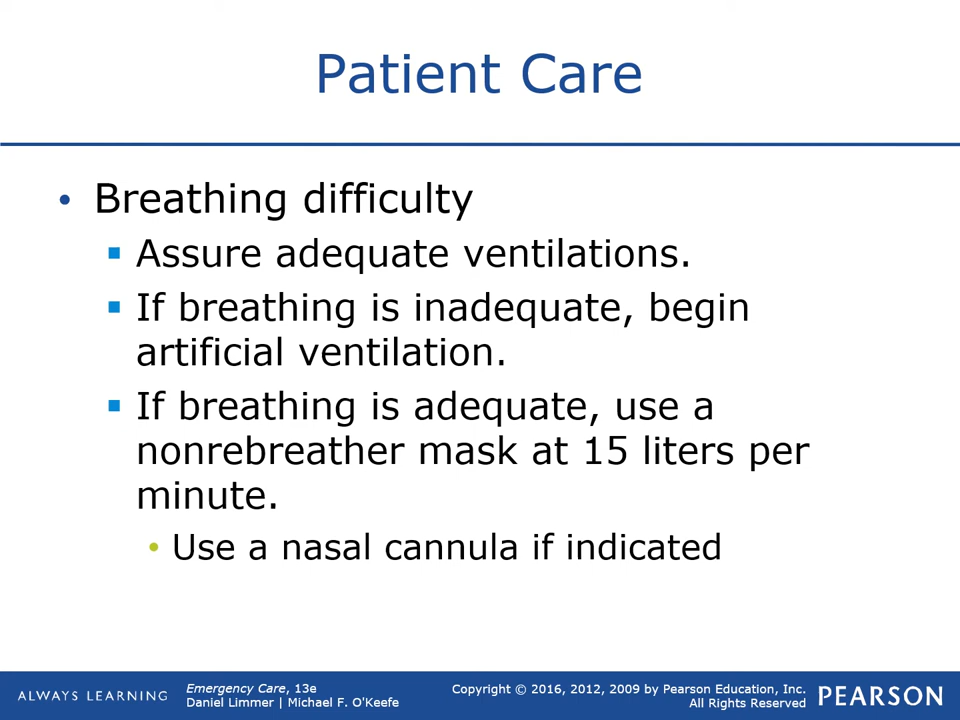 Patient Care
• Breathing difficulty
▪ Assure adequate ventilations.
▪ If breathing is inadequate, begin
artificial ventilation.
▪ If breathing is adequate, use a
nonrebreather mask at 15 liters per
minute.
• Use a nasal cannula if indicated
ALWAYS LEARNING
Emergency Care, 13e
Daniel Limmer | Michael F. O'Keefe
Copyright © 2016, 2012, 2009 by Pearson Education, Inc.
All Rights Reserved
PEARSON